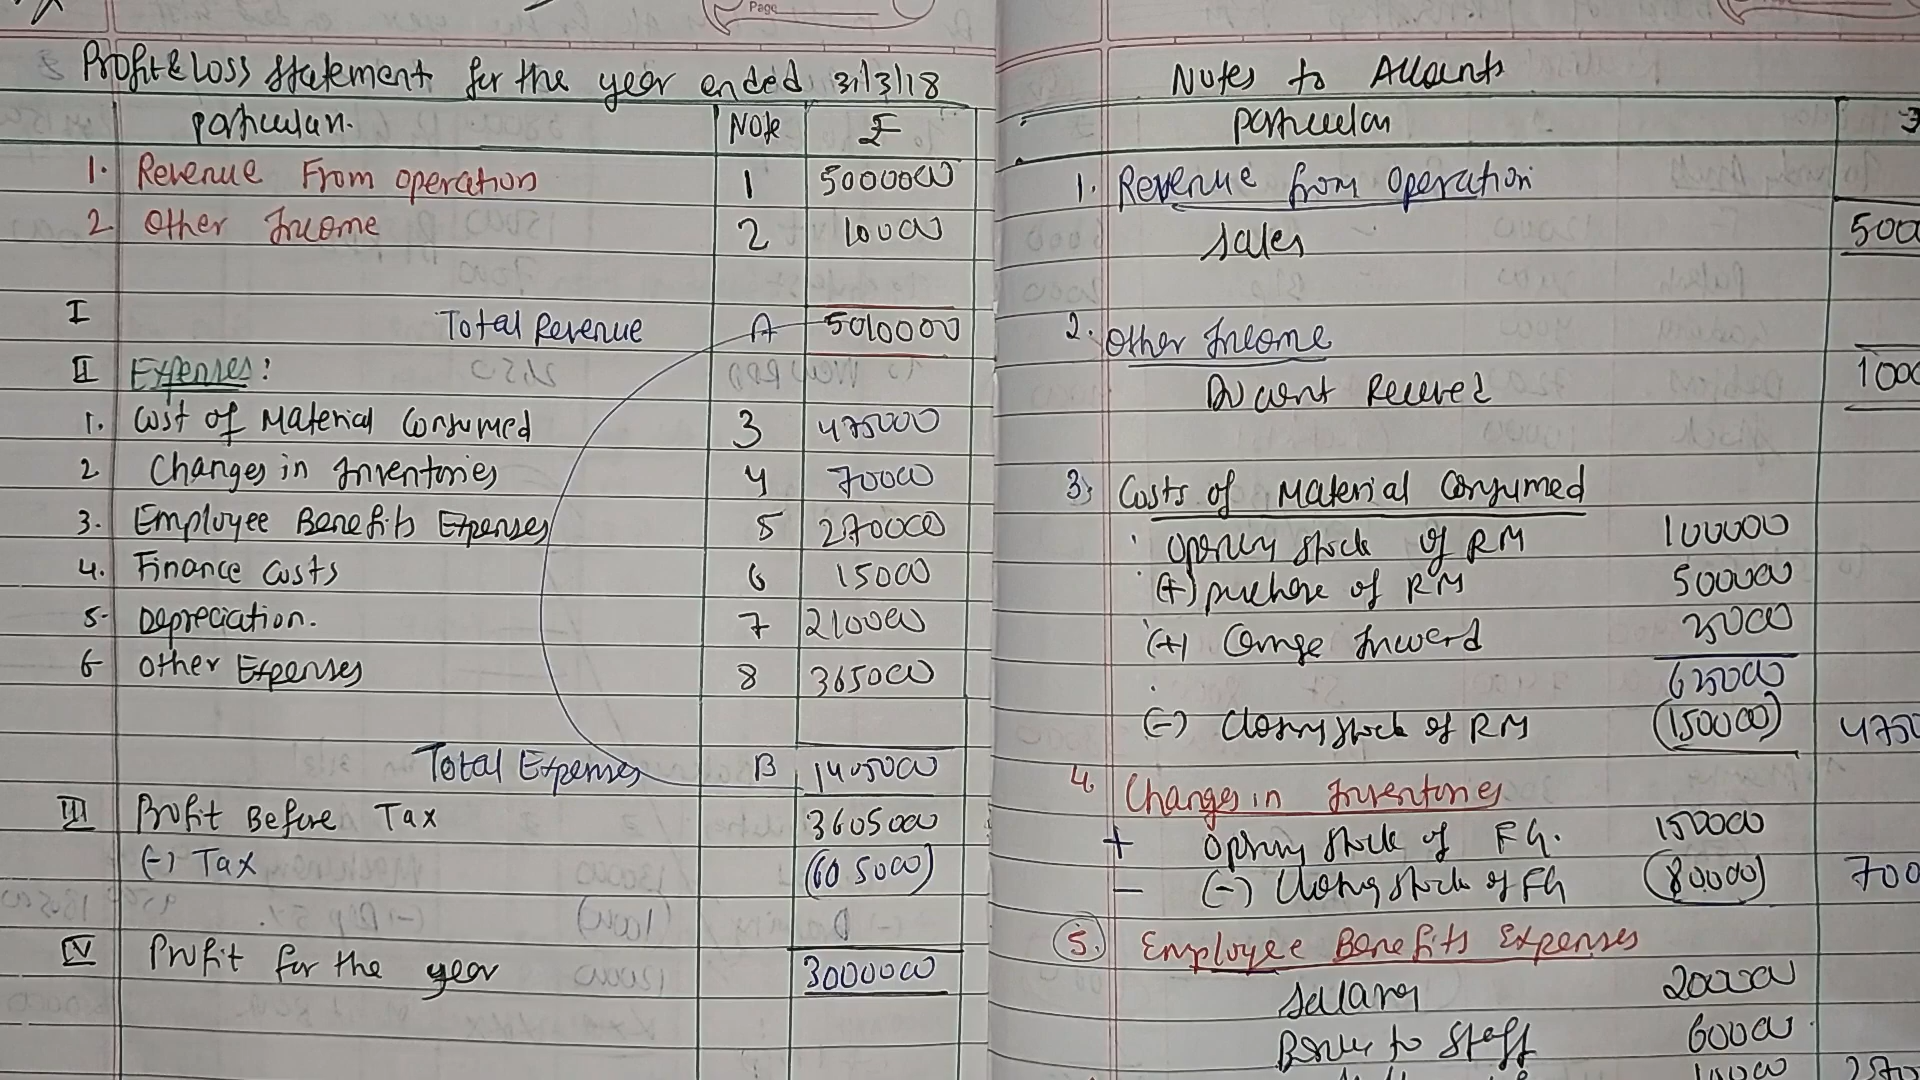 Page
Profit & Loss Statement for the year ended 31/3/18
Particular. Note ₹
1. Revenue From operation 1 5000000
2 Other Income 2 10000
I Total Revenue A 5010000
II Expenses:
1. Cost of Material Consumed 3 475000
2 Changes in Inventories 4 70000
3. Employee Benefits Expenses 5 270000
4. Finance Costs 6 15000
5. Depreciation. 7 210000
6 Other Expenses 8 365000
Total Expenses B 1405000
III Profit Before Tax 3605000
(-) Tax (605000)
IV Profit for the year 3000000
Notes to Accounts
Particular
1. Revenue from Operation
Sales 500
2. Other Income
Discount Received 1000
3. Costs of Material Consumed
Opening stock of RM 100000
(+) purchase of RM 500000
(+) Carriage Inward 25000
625000
(-) Closing stock of RM (150000) 4750
4. Changes in Inventories
+ Opening Stock of FG. 150000
- (-) Closing stock of FG (80000) 700
5. Employee Benefits Expenses
Salary 200000
Bonus to Staff 60000